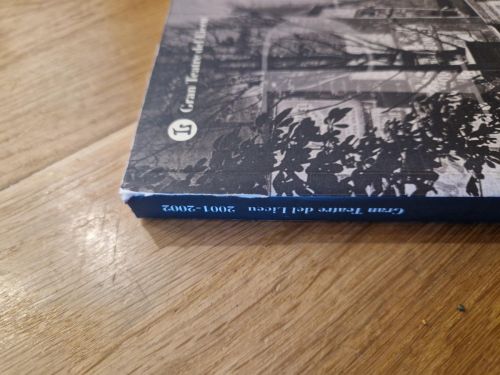 Gran Teatre del Liceu
Gran Teatre del Liceu 2001-2002